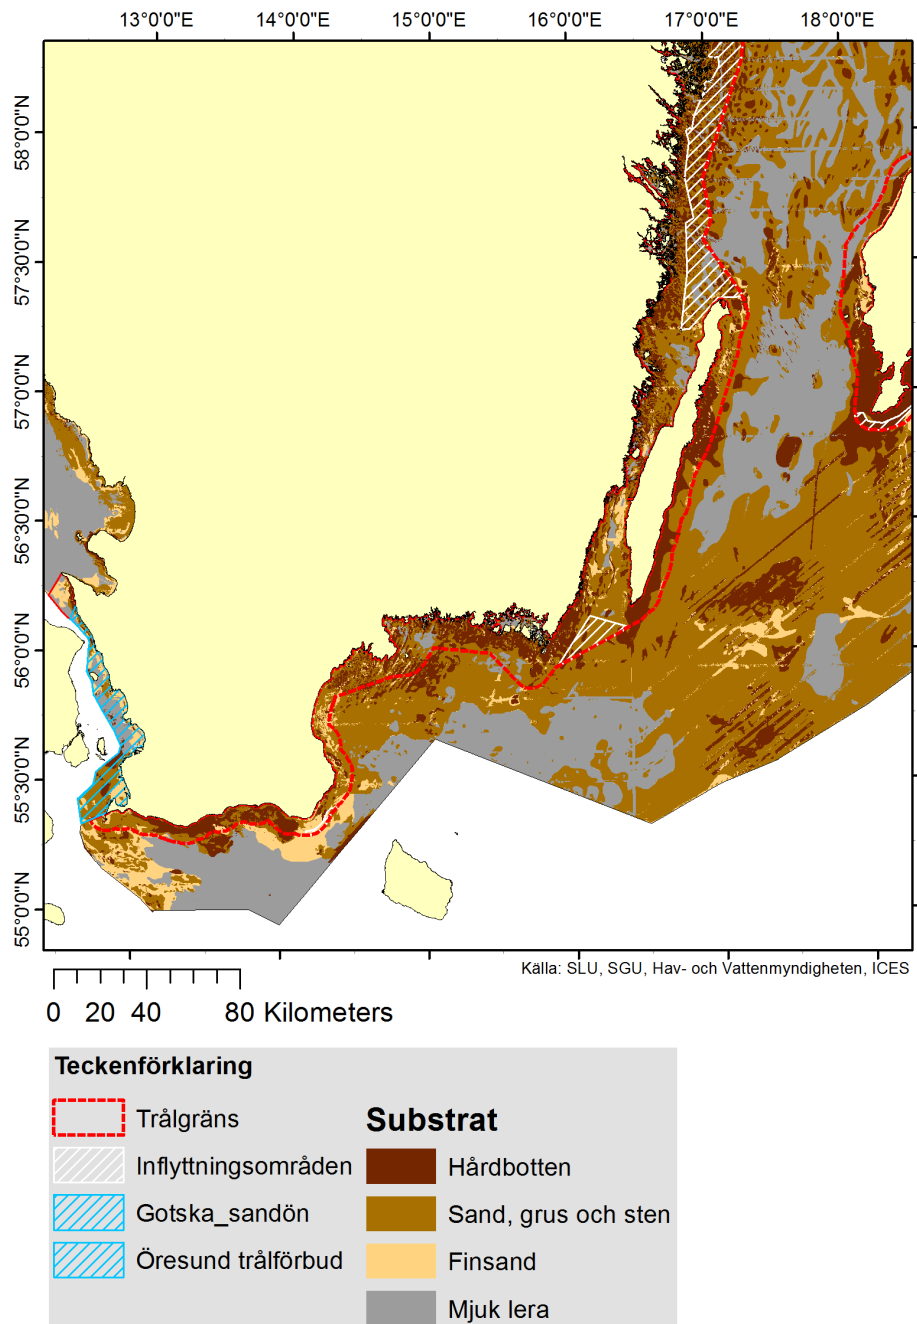 13°0'0"E 14°0'0"E 15°0'0"E 16°0'0"E 17°0'0"E 18°0'0"E
58°0'0"N
57°30'0"N
57°0'0"N
56°30'0"N
56°0'0"N
55°30'0"N
55°0'0"N
Källa: SLU, SGU, Hav- och Vattenmyndigheten, ICES
0 20 40 80 Kilometers
Teckenförklaring
Trålgräns
Inflyttningsområden
Gotska_sandön
Öresund trålförbud
Substrat
Hårdbotten
Sand, grus och sten
Finsand
Mjuk lera